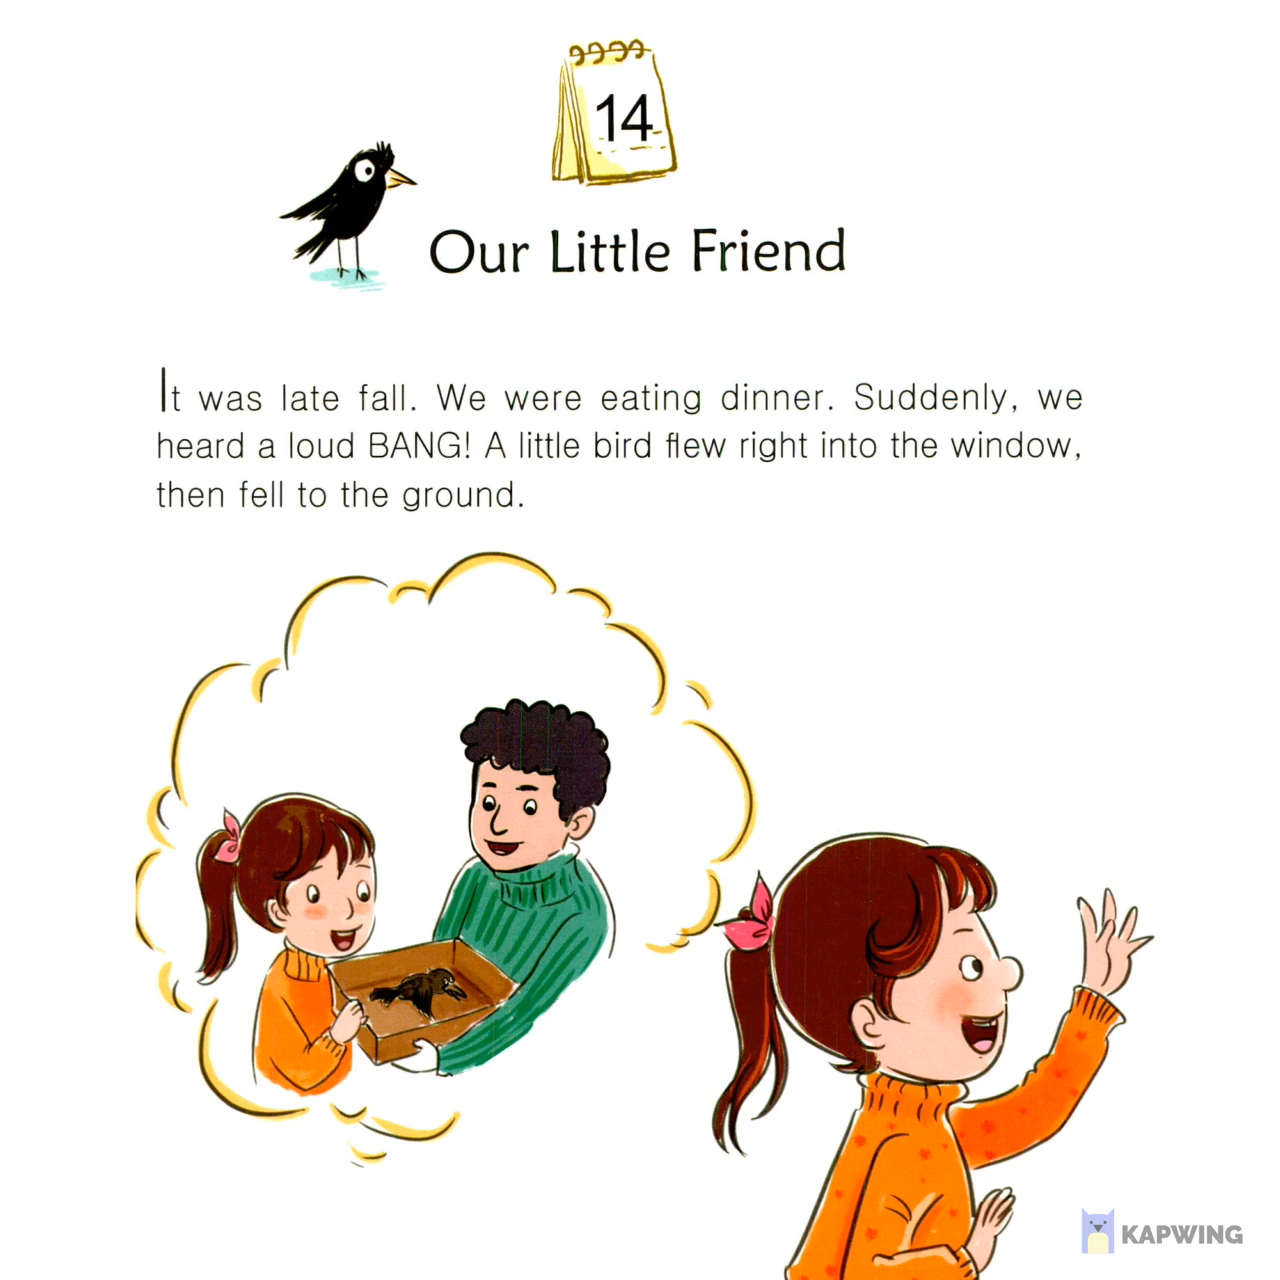 14
Our Little Friend
It was late fall. We were eating dinner. Suddenly, we
heard a loud BANG! A little bird flew right into the window,
then fell to the ground.
KAPWING